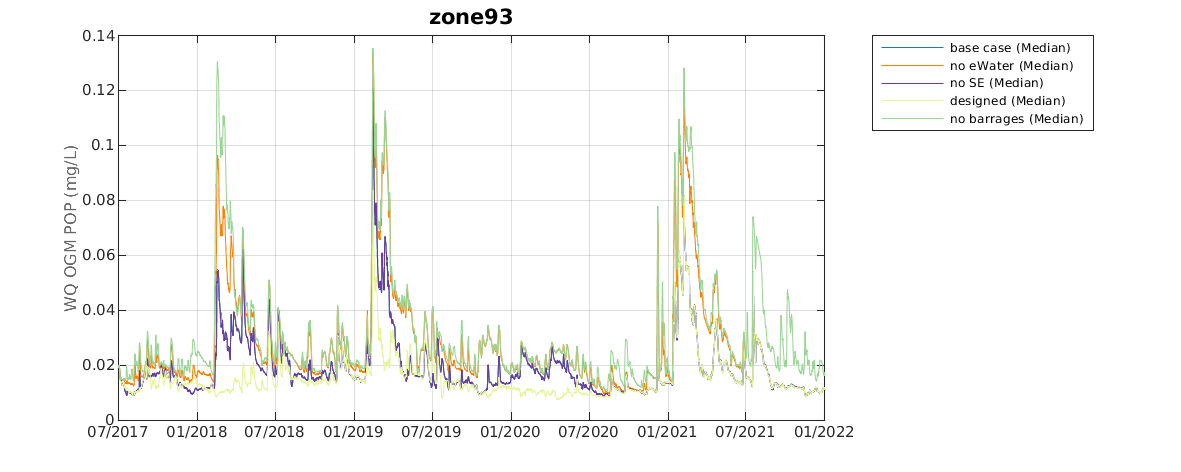 zone93
WQ OGM POP (mg/L)
0.14
0.12
0.1
0.08
0.06
0.04
0.02
0
07/2017 01/2018 07/2018 01/2019 07/2019 01/2020 07/2020 01/2021 07/2021 01/2022
base case (Median)
no eWater (Median)
no SE (Median)
designed (Median)
no barrages (Median)